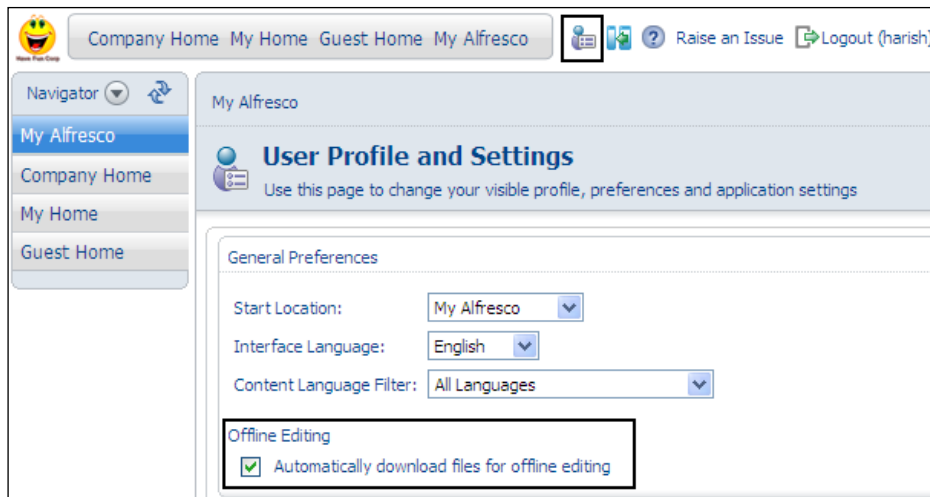 Company Home My Home Guest Home My Alfresco
Raise an Issue
Logout (harish)
Have Fun Corp
Navigator
My Alfresco
Company Home
My Home
Guest Home
My Alfresco
User Profile and Settings
Use this page to change your visible profile, preferences and application settings
General Preferences
Start Location: My Alfresco
Interface Language: English
Content Language Filter: All Languages
Offline Editing
Automatically download files for offline editing